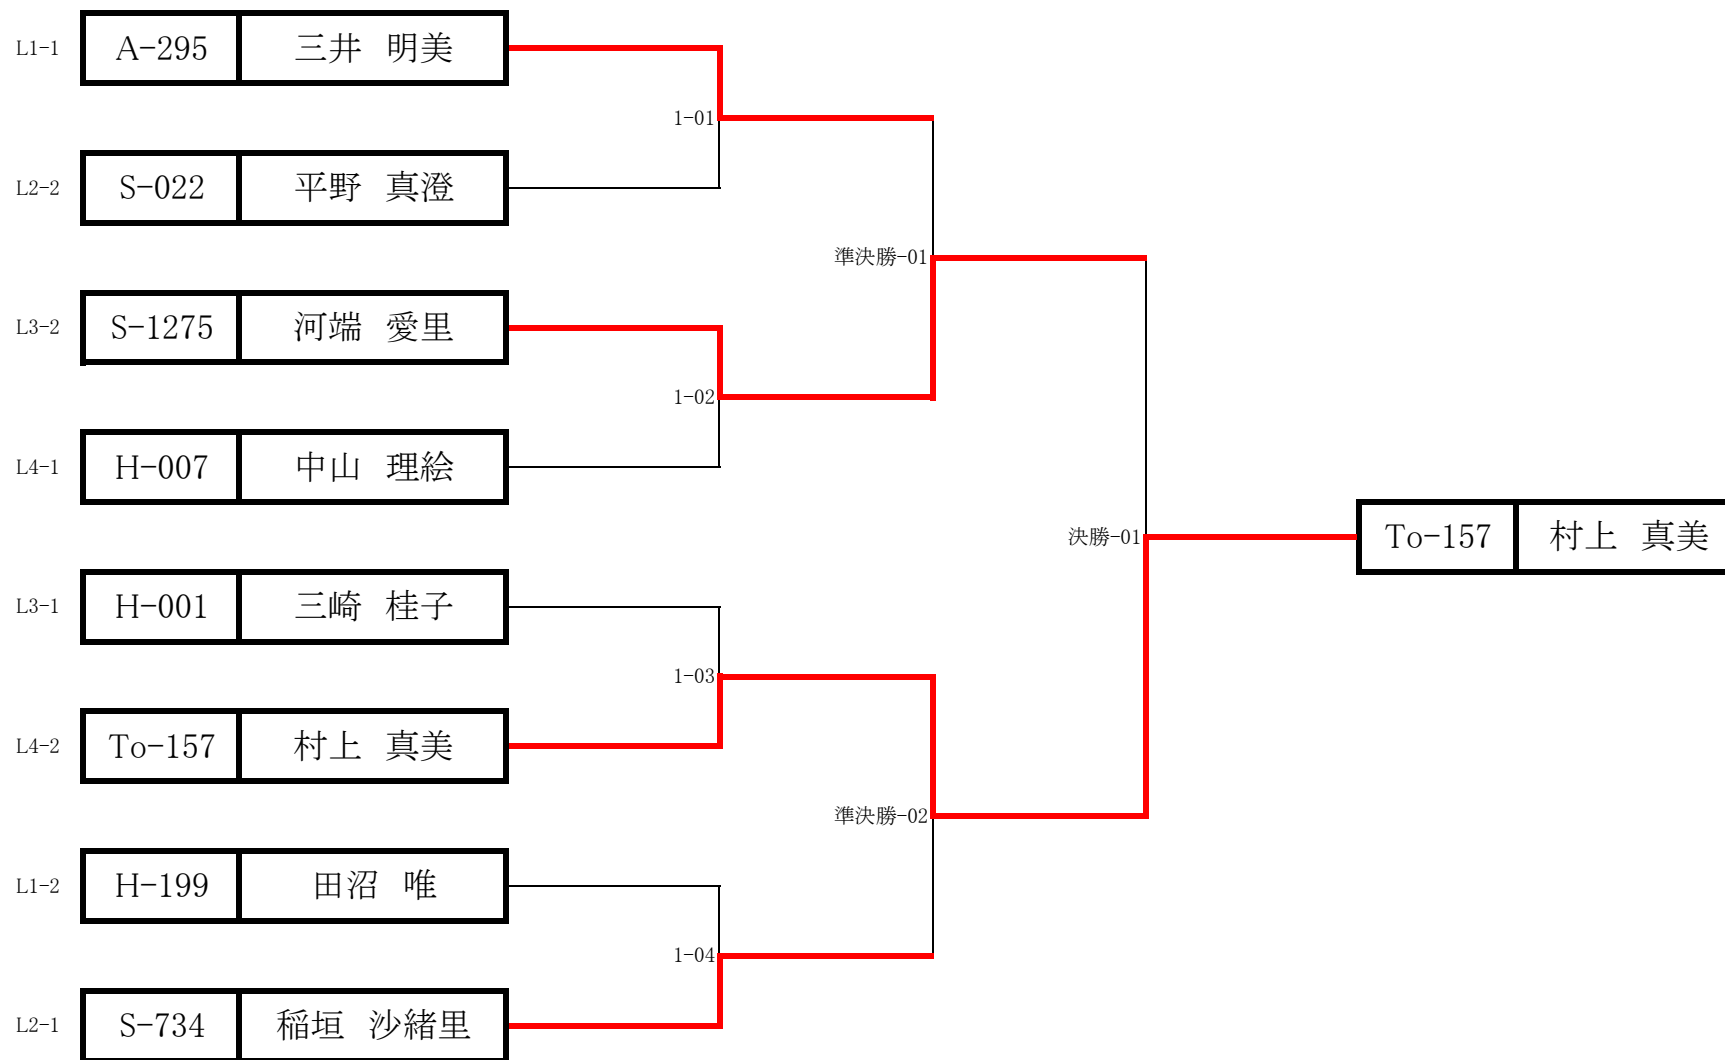 L1-1 A-295 三井 明美
1-01
L2-2 S-022 平野 真澄
準決勝-01
L3-2 S-1275 河端 愛里
1-02
L4-1 H-007 中山 理絵
決勝-01 To-157 村上 真美
L3-1 H-001 三崎 桂子
1-03
L4-2 To-157 村上 真美
準決勝-02
L1-2 H-199 田沼 唯
1-04
L2-1 S-734 稲垣 沙緒里